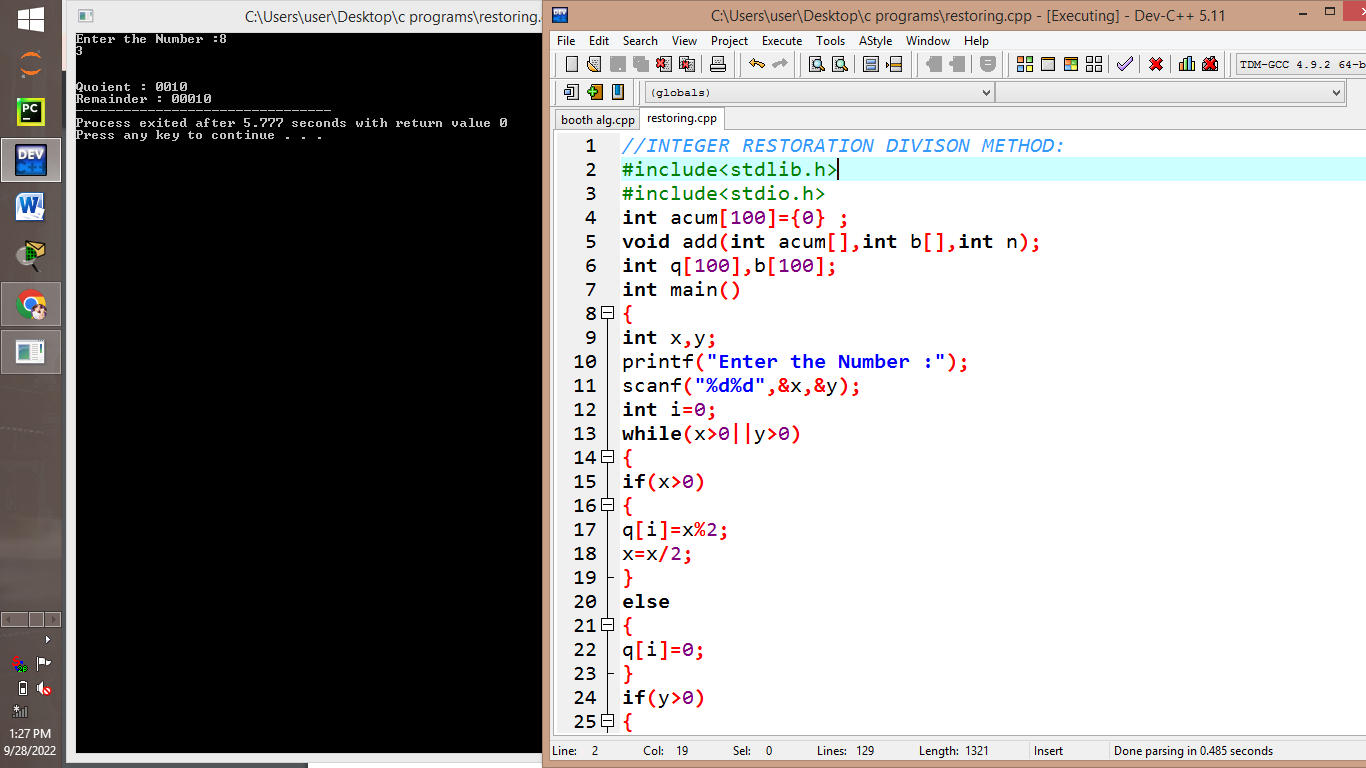 C:\Users\user\Desktop\c programs\restoring.
Enter the Number :8
3
Quoient : 0010
Remainder : 00010
--------------------------------
Process exited after 5.777 seconds with return value 0
Press any key to continue . . .
C:\Users\user\Desktop\c programs\restoring.cpp - [Executing] - Dev-C++ 5.11
File Edit Search View Project Execute Tools AStyle Window Help
TDM-GCC 4.9.2 64-b
(globals)
booth alg.cpp restoring.cpp
1 //INTEGER RESTORATION DIVISON METHOD:
2 #include<stdlib.h>
3 #include<stdio.h>
4 int acum[100]={0} ;
5 void add(int acum[],int b[],int n);
6 int q[100],b[100];
7 int main()
8 {
9 int x,y;
10 printf("Enter the Number :");
11 scanf("%d%d",&x,&y);
12 int i=0;
13 while(x>0||y>0)
14 {
15 if(x>0)
16 {
17 q[i]=x%2;
18 x=x/2;
19 }
20 else
21 {
22 q[i]=0;
23 }
24 if(y>0)
25 {
Line: 2 Col: 19 Sel: 0 Lines: 129 Length: 1321 Insert Done parsing in 0.485 seconds
PC
DEV
C++
W
1:27 PM
9/28/2022